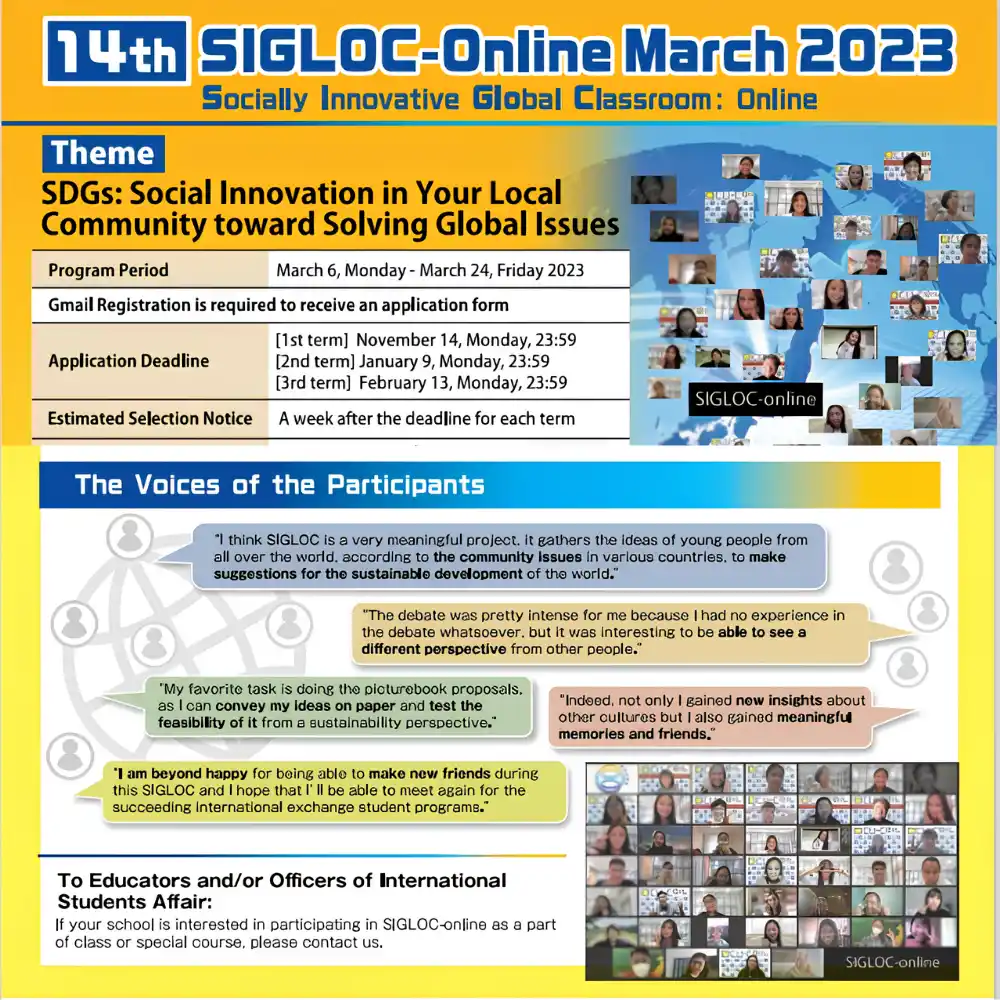 14th SIGLOC-Online March 2023
Socially Innovative Global Classroom: Online
Theme
SDGs: Social Innovation in Your Local
Community toward Solving Global Issues
Program Period March 6, Monday - March 24, Friday 2023
Gmail Registration is required to receive an application form
Application Deadline
[1st term] November 14, Monday, 23:59
[2nd term] January 9, Monday, 23:59
[3rd term] February 13, Monday, 23:59
Estimated Selection Notice A week after the deadline for each term
SIGLOC-online
The Voices of the Participants
"I think SIGLOC is a very meaningful project, it gathers the ideas of young people from
all over the world, according to the community issues in various countries, to make
suggestions for the sustainable development of the world."
"The debate was pretty intense for me because I had no experience in
the debate whatsoever, but it was interesting to be able to see a
different perspective from other people."
"My favorite task is doing the picturebook proposals,
as I can convey my ideas on paper and test the
feasibility of it from a sustainability perspective."
"Indeed, not only I gained new insights about
other cultures but I also gained meaningful
memories and friends."
"I am beyond happy for being able to make new friends during
this SIGLOC and I hope that I'll be able to meet again for the
succeeding international exchange student programs."
To Educators and/or Officers of International
Students Affair:
If your school is interested in participating in SIGLOC-online as a part
of class or special course, please contact us.
SIGLOC-online